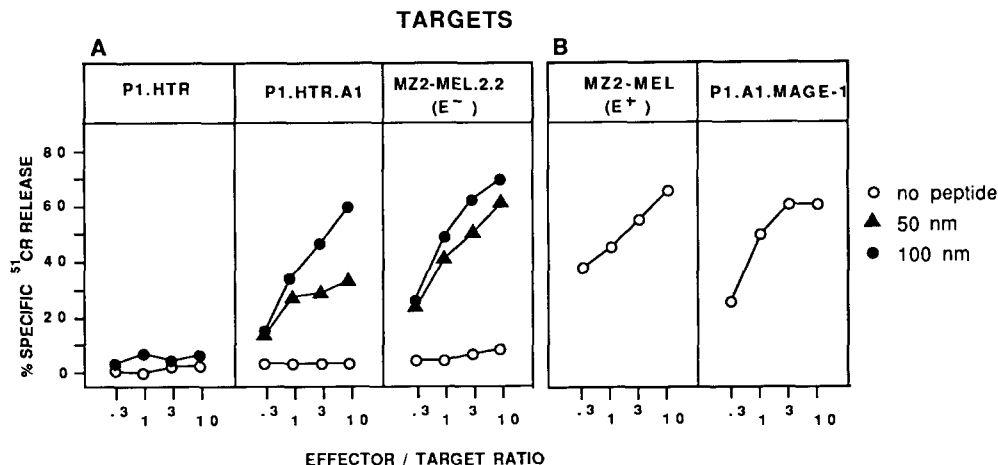 TARGETS
A
B
P1.HTR
P1.HTR.A1
MZ2-MEL.2.2
(E⁻)
MZ2-MEL
(E⁺)
P1.A1.MAGE-1
% SPECIFIC ⁵¹CR RELEASE
80
60
40
20
0
no peptide
50 nm
100 nm
.3 1 3 10
.3 1 3 10
.3 1 3 10
.3 1 3 10
.3 1 3 10
EFFECTOR / TARGET RATIO